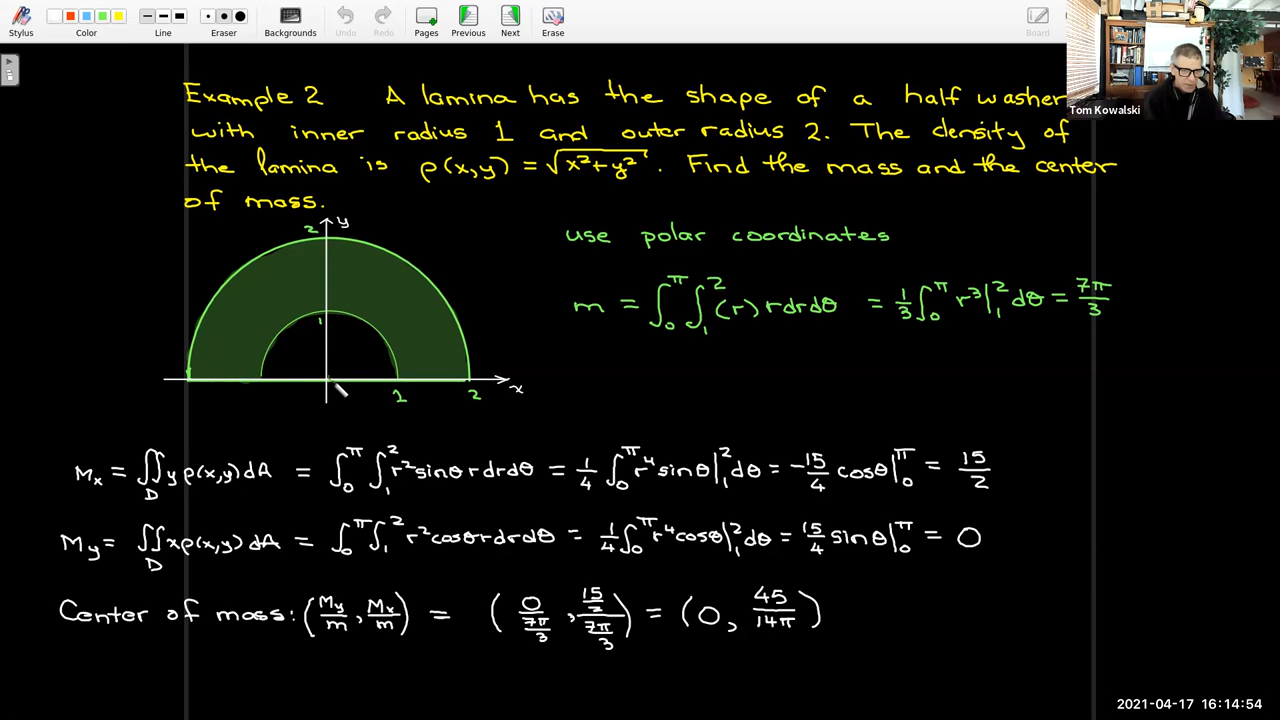 Stylus
Color
Line
Eraser
Backgrounds
Undo
Redo
Pages
Previous
Next
Erase
Board
Tom Kowalski
Example 2 A lamina has the shape of a half washer
with inner radius 1 and outer radius 2. The density of
the lamina is ρ(x,y) = √(x²+y²). Find the mass and the center
of mass.
2 y
1
1 2 x
use polar coordinates
m = ∫₀^π ∫₁² (r) r dr dθ = 1/3 ∫₀^π r³|₁² dθ = 7π/3
Mx = ∬_D y ρ(x,y) dA = ∫₀^π ∫₁² r² sinθ r dr dθ = 1/4 ∫₀^π r⁴ sinθ|₁² dθ = -15/4 cosθ|₀^π = 15/2
My = ∬_D x ρ(x,y) dA = ∫₀^π ∫₁² r² cosθ r dr dθ = 1/4 ∫₀^π r⁴ cosθ|₁² dθ = 15/4 sinθ|₀^π = 0
Center of mass: (My/m, Mx/m) = (0/(7π/3), (15/2)/(7π/3)) = (0, 45/14π)
2021-04-17 16:14:54